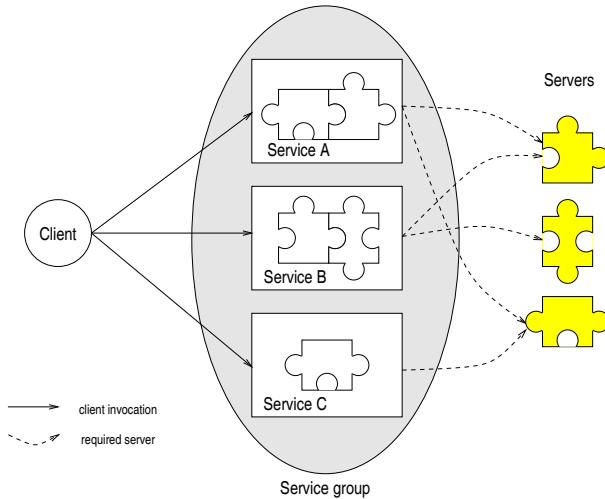 Servers
Service A
Client
Service B
Service C
client invocation
required server
Service group